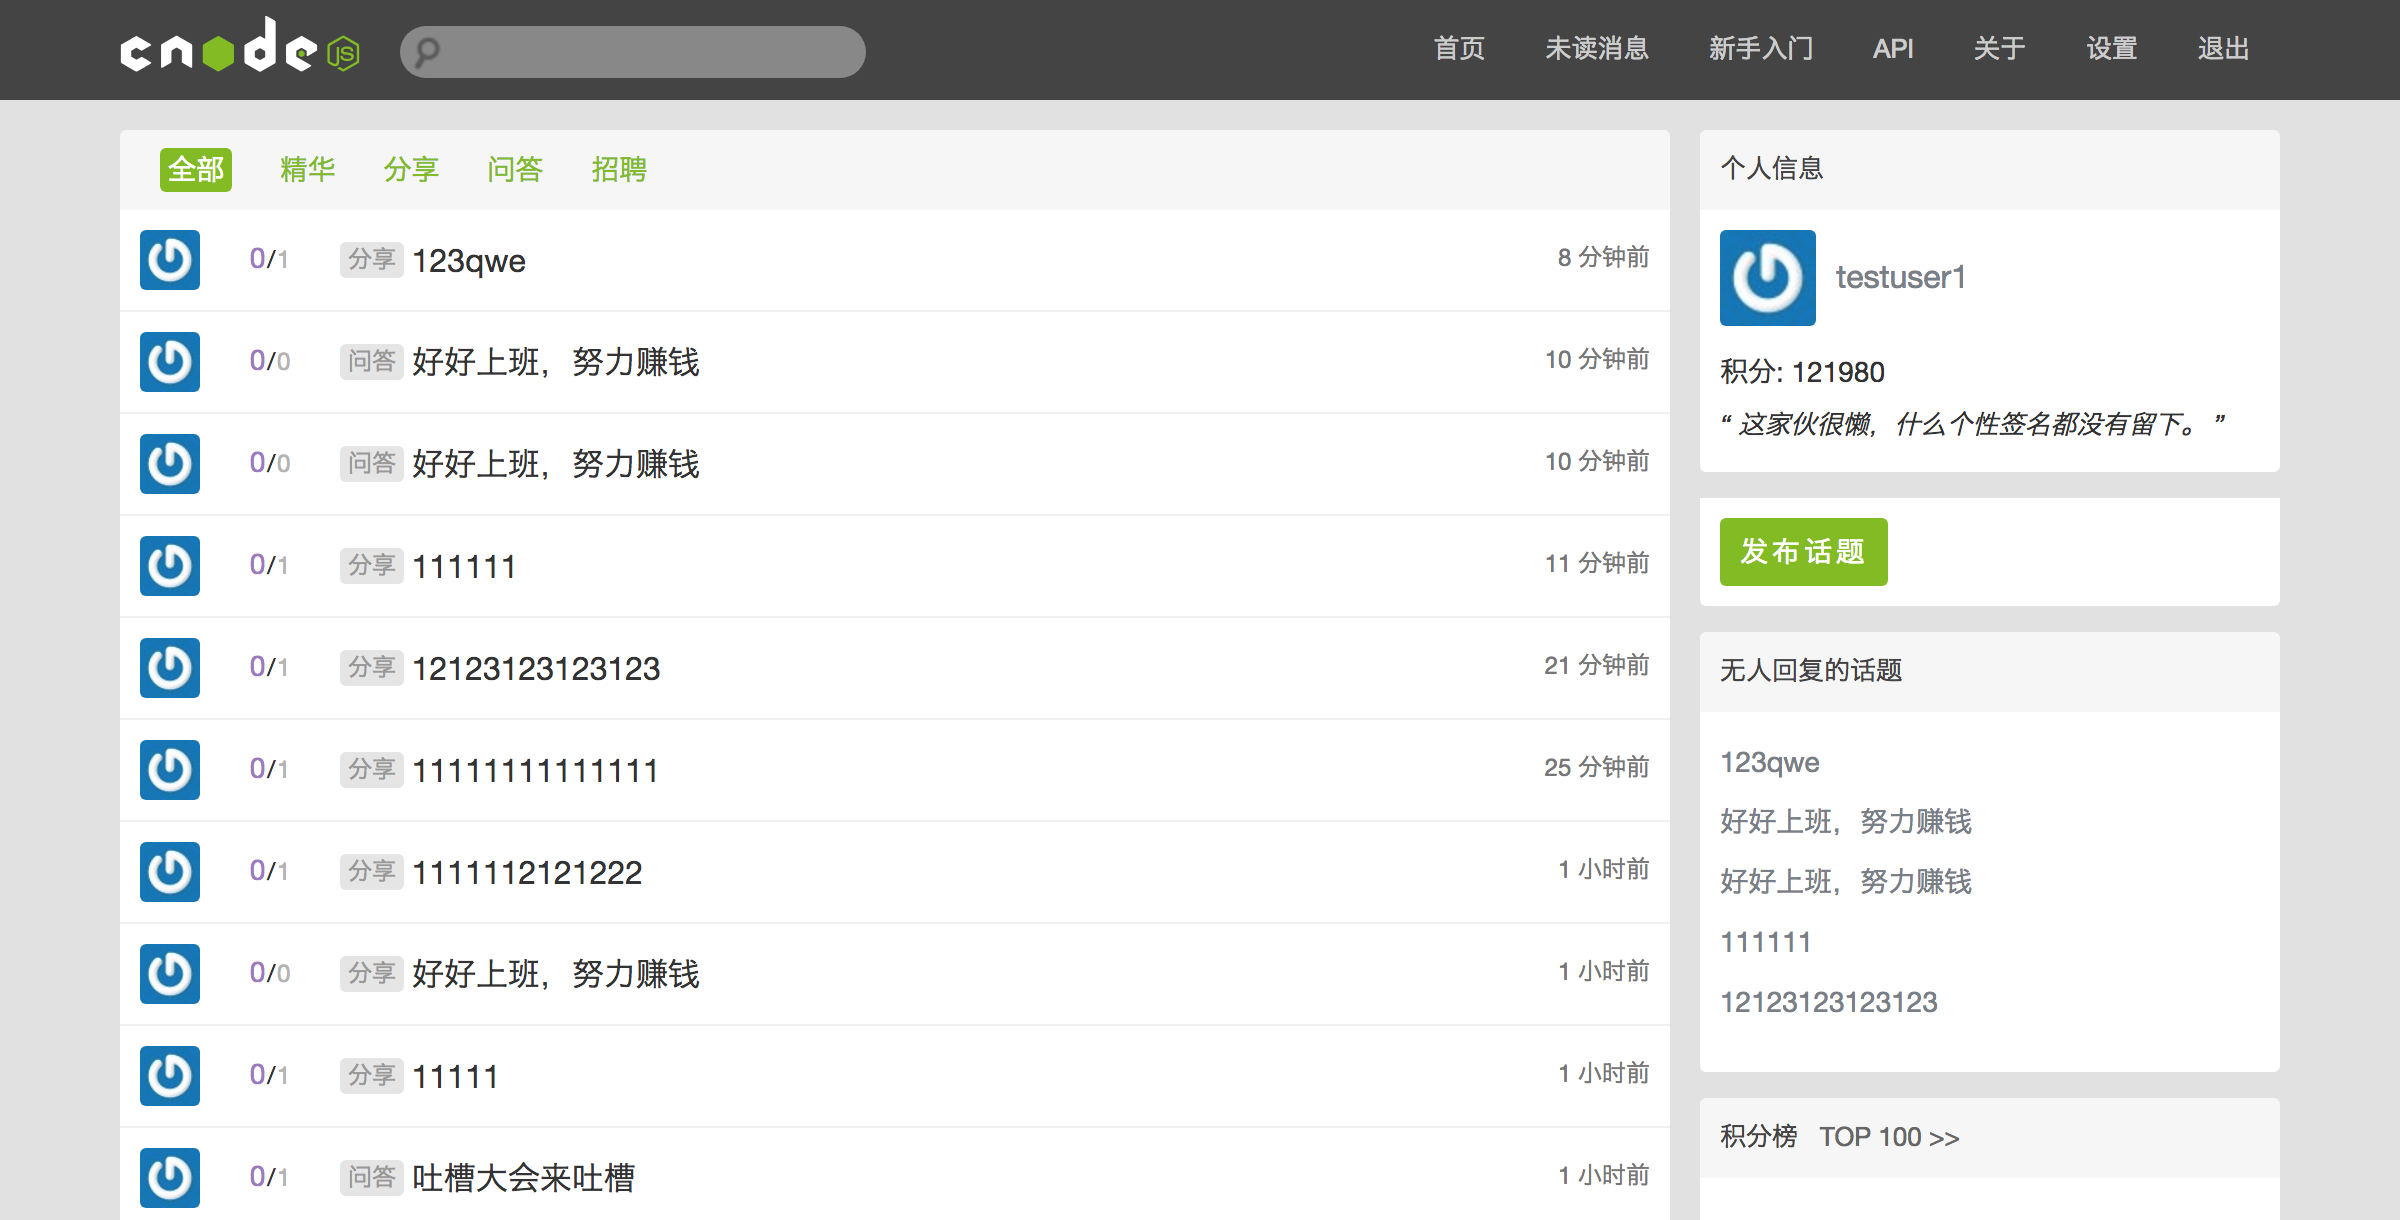 cnode JS
首页 未读消息 新手入门 API 关于 设置 退出
全部 精华 分享 问答 招聘
0/1 分享 123qwe 8 分钟前
0/0 问答 好好上班，努力赚钱 10 分钟前
0/0 问答 好好上班，努力赚钱 10 分钟前
0/1 分享 111111 11 分钟前
0/1 分享 12123123123123 21 分钟前
0/1 分享 11111111111111 25 分钟前
0/1 分享 1111112121222 1 小时前
0/0 分享 好好上班，努力赚钱 1 小时前
0/1 分享 11111 1 小时前
0/1 问答 吐槽大会来吐槽 1 小时前
个人信息
testuser1
积分: 121980
“ 这家伙很懒，什么个性签名都没有留下。 ”
发布话题
无人回复的话题
123qwe
好好上班，努力赚钱
好好上班，努力赚钱
111111
12123123123123
积分榜 TOP 100 >>